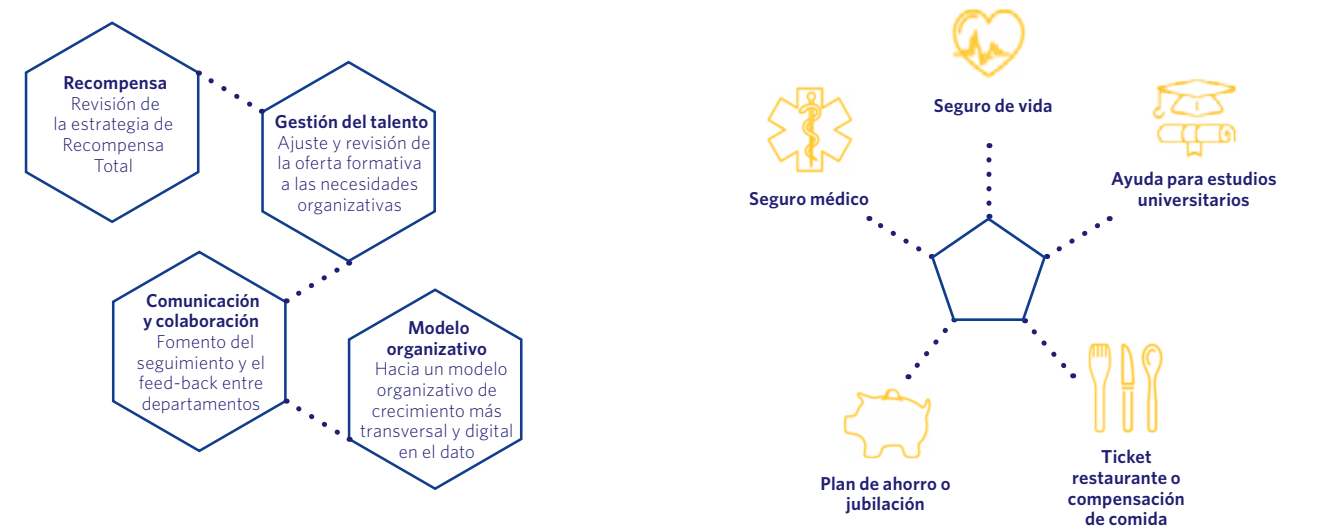 Recompensa
Revisión de
la estrategia de
Recompensa
Total
Gestión del talento
Ajuste y revisión de
la oferta formativa
a las necesidades
organizativas
Comunicación
y colaboración
Fomento del
seguimiento y el
feed-back entre
departamentos
Modelo
organizativo
Hacia un modelo
organizativo de
crecimiento más
transversal y digital
en el dato
Seguro de vida
Seguro médico
Ayuda para estudios
universitarios
Plan de ahorro o
jubilación
Ticket
restaurante o
compensación
de comida